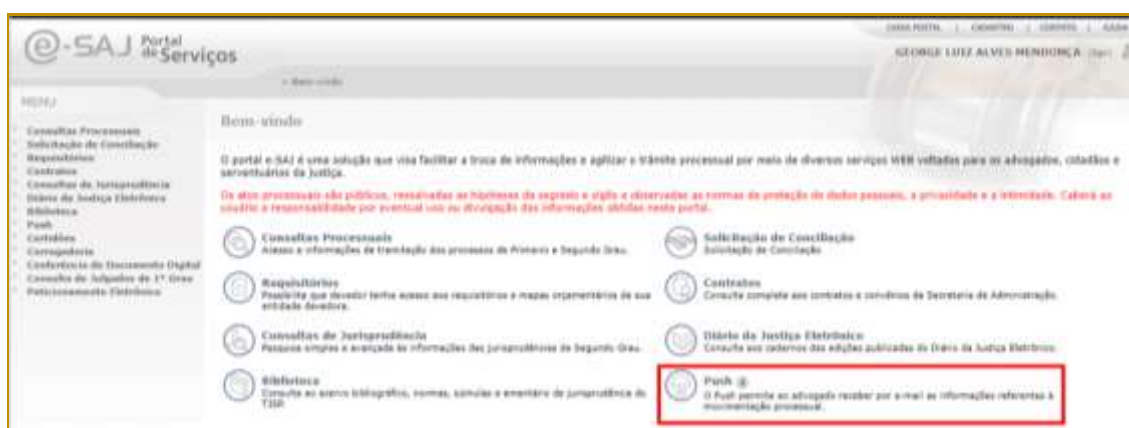 CAIXA POSTAL | CADASTRO | CONTATO | AJUDA
e-SAJ Portal de Serviços
GEORGE LUIZ ALVES MENDONÇA (Sair)
> Bem-vindo
MENU
Consultas Processuais
Solicitação de Conciliação
Requisitórios
Contratos
Consultas de Jurisprudência
Diário da Justiça Eletrônico
Biblioteca
Push
Certidões
Corregedoria
Conferência de Documento Digital
Consulta de Julgados de 1º Grau
Peticionamento Eletrônico
Bem-vindo
O portal e-SAJ é uma solução que visa facilitar a troca de informações e agilizar o trâmite processual por meio de diversos serviços WEB voltados para os advogados, cidadãos e
serventuários da justiça.
Os atos processuais são públicos, ressalvadas as hipóteses de segredo e sigilo e observadas as normas de proteção de dados pessoais, a privacidade e a intimidade. Caberá ao
usuário a responsabilidade por eventual uso ou divulgação das informações obtidas neste portal.
Consultas Processuais
Acesso a informações de tramitação dos processos de Primeiro e Segundo Grau.
Solicitação de Conciliação
Solicitação de Conciliação
Requisitórios
Possibilita que devedor tenha acesso aos requisitórios e mapas orçamentários de sua
entidade devedora.
Contratos
Consulta completa aos contratos e convênios da Secretaria de Administração.
Consultas de Jurisprudência
Pesquisa simples e avançada às informações das jurisprudências de Segundo Grau.
Diário da Justiça Eletrônico
Consulta aos cadernos das edições publicadas do Diário da Justiça Eletrônico.
Biblioteca
Consulta ao acervo bibliográfico, normas, súmulas e ementário de jurisprudência do
TJSP.
Push
O Push permite ao advogado receber por e-mail as informações referentes à
movimentação processual.